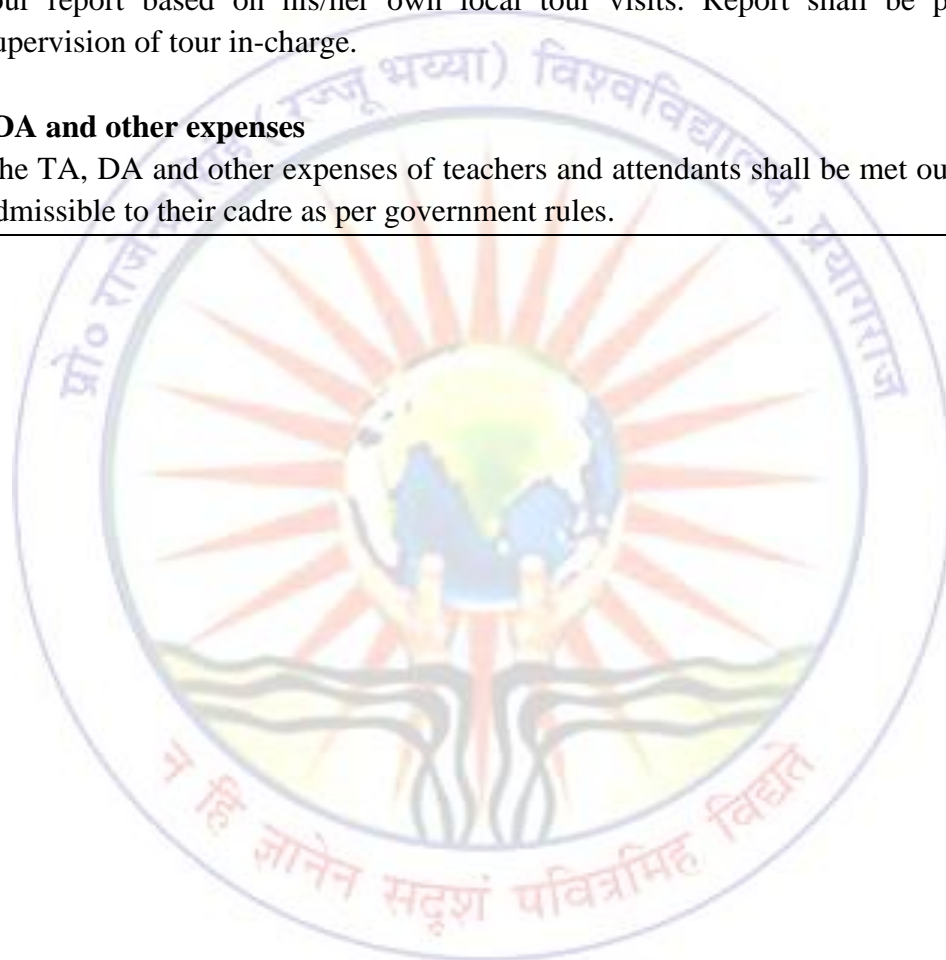 our report based on his/her own local tour visits. Report shall be p
upervision of tour in-charge.
DA and other expenses
he TA, DA and other expenses of teachers and attendants shall be met ou
dmissible to their cadre as per government rules.
प्रो० राजेन्द्र सिंह (रज्जू भय्या) विश्वविद्यालय, प्रयागराज
न हि ज्ञानेन सदृशं पवित्रमिह विद्यते